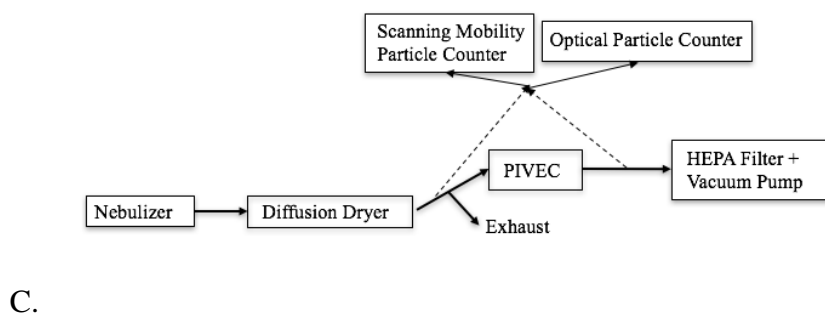 Scanning Mobility
Particle Counter
Optical Particle Counter
PIVEC
HEPA Filter +
Vacuum Pump
Nebulizer
Diffusion Dryer
Exhaust
C.